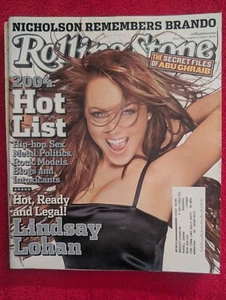 NICHOLSON REMEMBERS BRANDO
Rolling Stone
THE SECRET FILES
OF ABU GHRAIB
2004
Hot
List
Hip-hop. Sex.
Metal. Politics.
Rock. Models.
Blogs and
Intoxicants
Hot, Ready
and Legal!
Lindsay
Lohan